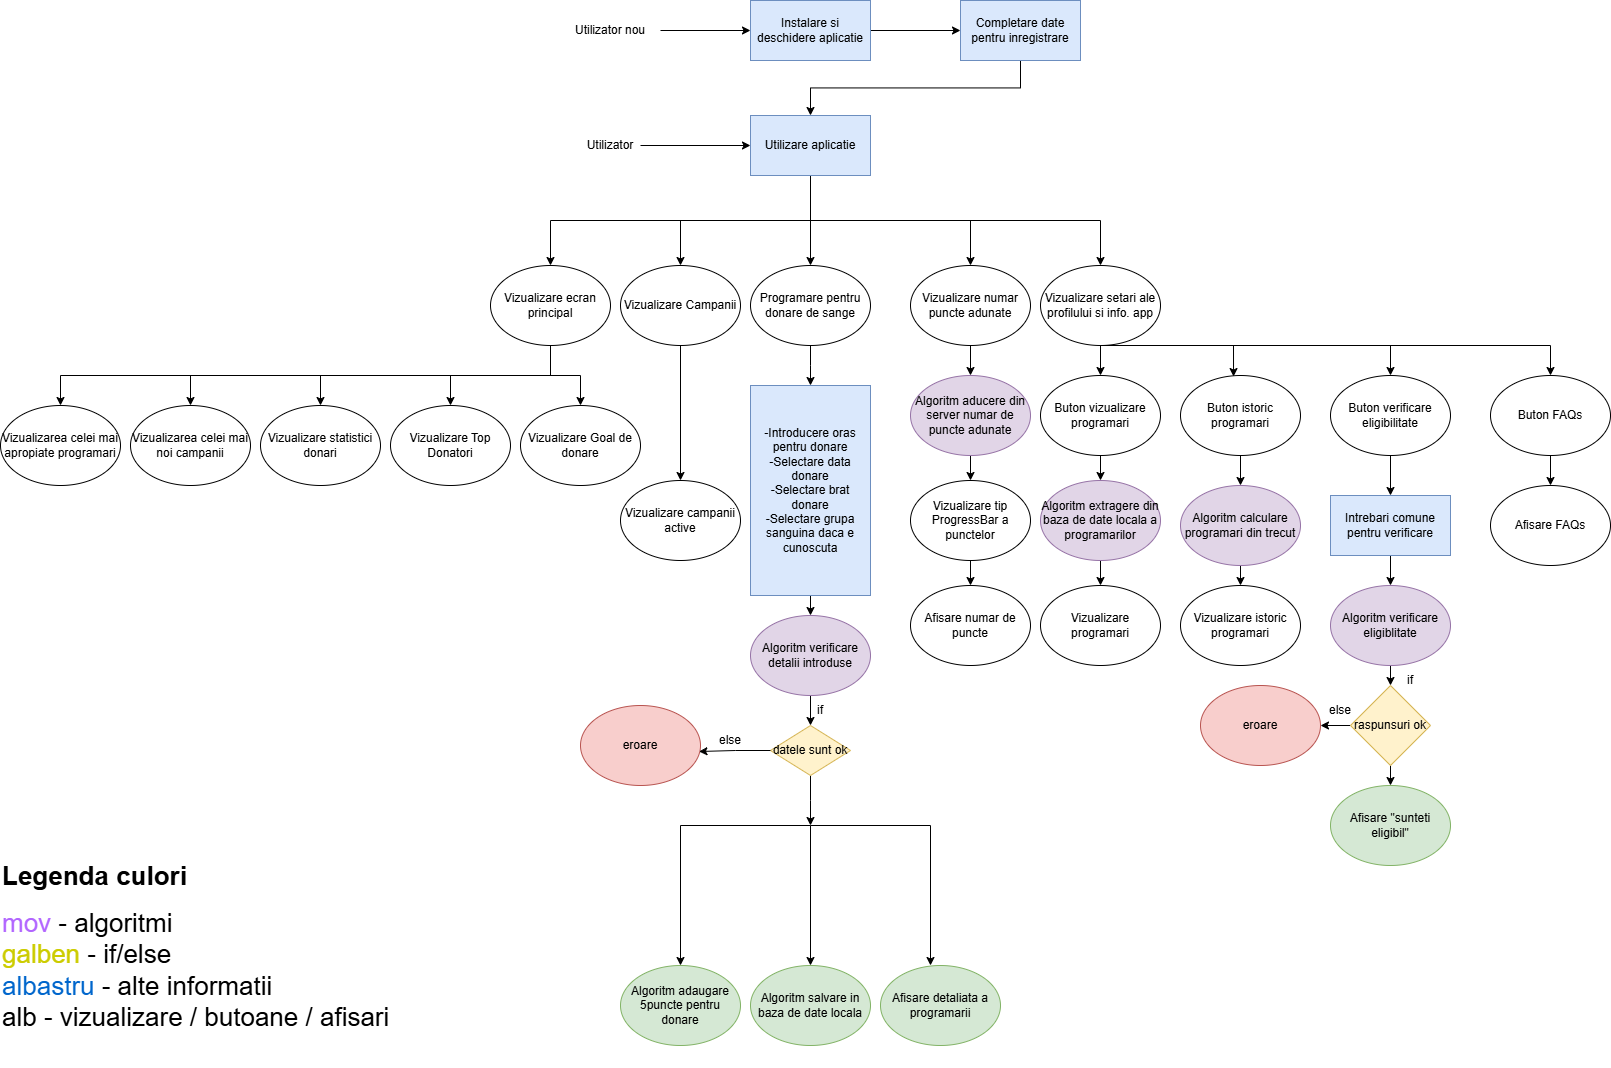 Utilizator nou
Instalare si
deschidere aplicatie
Completare date
pentru inregistrare
Utilizator
Utilizare aplicatie
Vizualizare ecran
principal
Vizualizare Campanii
Programare pentru
donare de sange
Vizualizare numar
puncte adunate
Vizualizare setari ale
profilului si info. app
Vizualizarea celei mai
apropiate programari
Vizualizarea celei mai
noi campanii
Vizualizare statistici
donari
Vizualizare Top
Donatori
Vizualizare Goal de
donare
Vizualizare campanii
active
-Introducere oras
pentru donare
-Selectare data
donare
-Selectare brat
donare
-Selectare grupa
sanguina daca e
cunoscuta
Algoritm aducere din
server numar de
puncte adunate
Buton vizualizare
programari
Buton istoric
programari
Buton verificare
eligibilitate
Buton FAQs
Vizualizare tip
ProgressBar a
punctelor
Algoritm extragere din
baza de date locala a
programarilor
Algoritm calculare
programari din trecut
Intrebari comune
pentru verificare
Afisare FAQs
Afisare numar de
puncte
Vizualizare
programari
Vizualizare istoric
programari
Algoritm verificare
eligiblitate
Algoritm verificare
detalii introduse
if
datele sunt ok
else
eroare
if
raspunsuri ok
else
eroare
Afisare "sunteti
eligibil"
Algoritm adaugare
5puncte pentru
donare
Algoritm salvare in
baza de date locala
Afisare detaliata a
programarii
Legenda culori
mov - algoritmi
galben - if/else
albastru - alte informatii
alb - vizualizare / butoane / afisari